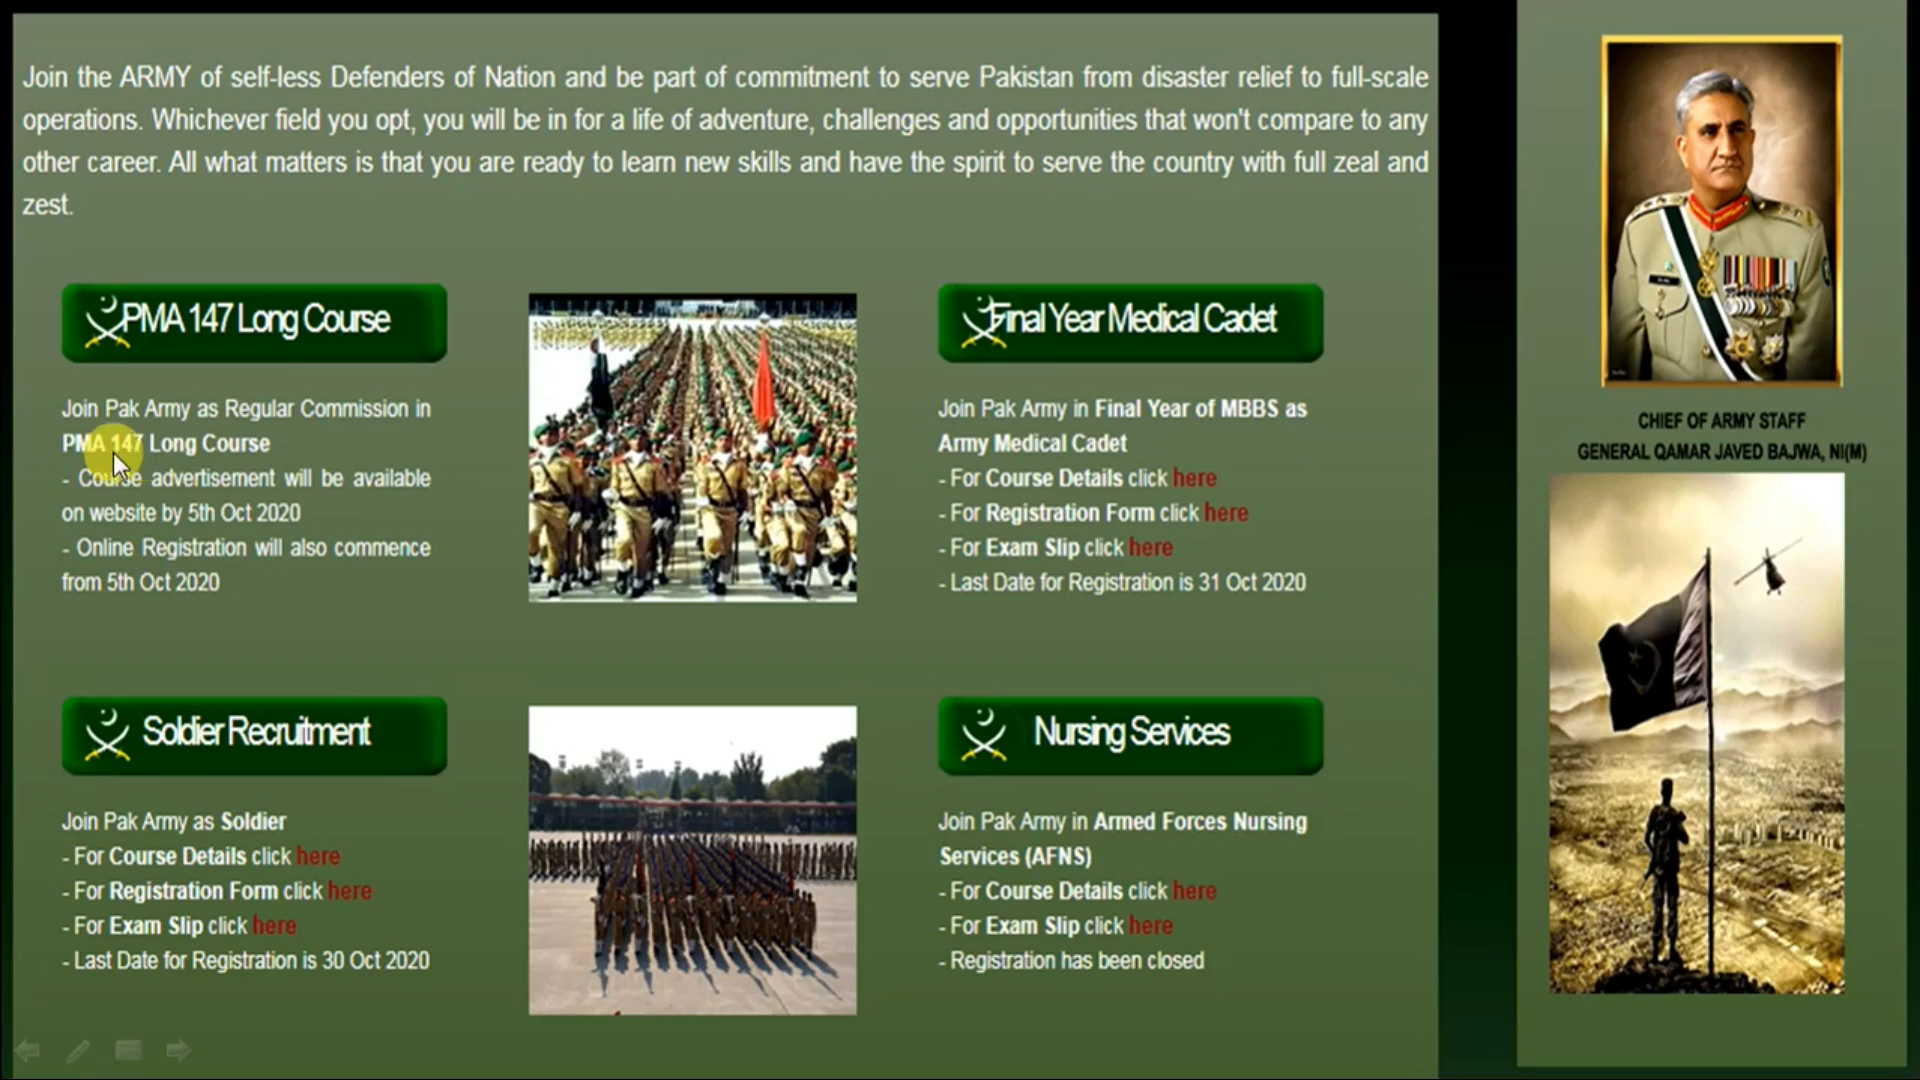 Join the ARMY of self-less Defenders of Nation and be part of commitment to serve Pakistan from disaster relief to full-scale
operations. Whichever field you opt, you will be in for a life of adventure, challenges and opportunities that won't compare to any
other career. All what matters is that you are ready to learn new skills and have the spirit to serve the country with full zeal and
zest.
PMA 147 Long Course
Join Pak Army as Regular Commission in
PMA 147 Long Course
- Course advertisement will be available
on website by 5th Oct 2020
- Online Registration will also commence
from 5th Oct 2020
Final Year Medical Cadet
Join Pak Army in Final Year of MBBS as
Army Medical Cadet
- For Course Details click here
- For Registration Form click here
- For Exam Slip click here
- Last Date for Registration is 31 Oct 2020
Soldier Recruitment
Join Pak Army as Soldier
- For Course Details click here
- For Registration Form click here
- For Exam Slip click here
- Last Date for Registration is 30 Oct 2020
Nursing Services
Join Pak Army in Armed Forces Nursing
Services (AFNS)
- For Course Details click here
- For Exam Slip click here
- Registration has been closed
CHIEF OF ARMY STAFF
GENERAL QAMAR JAVED BAJWA, NI(M)